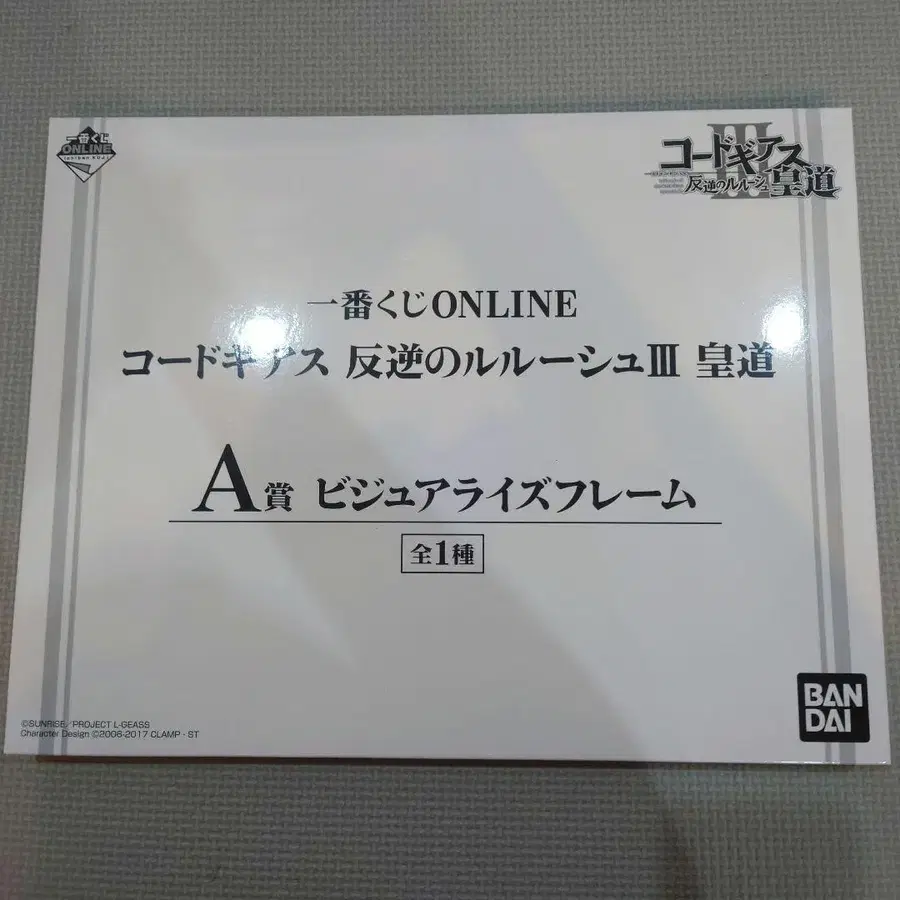 一番くじ
ONLINE
コードギアス
III
反逆のルルーシュ 皇道
一番くじONLINE
コードギアス 反逆のルルーシュⅢ 皇道
A賞 ビジュアライズフレーム
全1種
©SUNRISE/PROJECT L-GEASS
Character Design ©2006-2017 CLAMP・ST
BAN
DAI